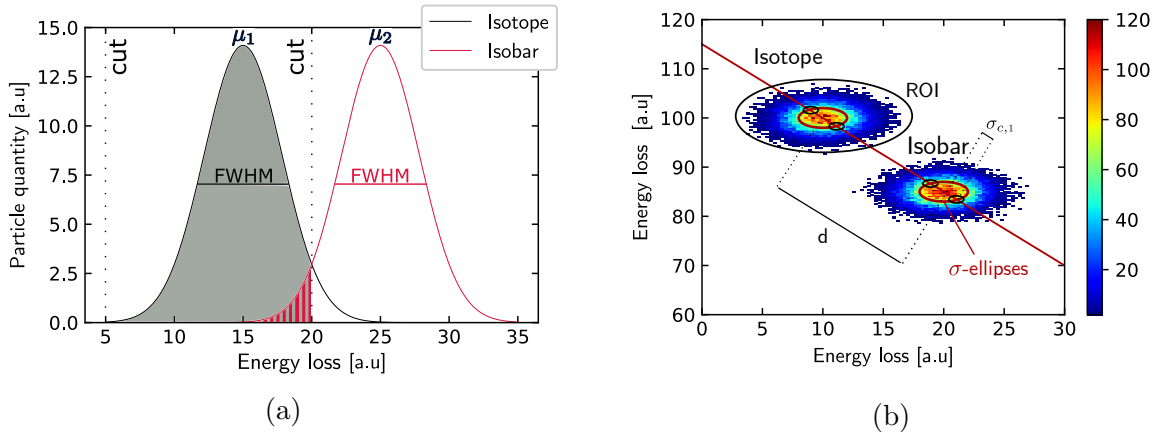 Isotope
Isobar
μ1
μ2
cut
cut
FWHM
FWHM
Particle quantity [a.u]
15.0
12.5
10.0
7.5
5.0
2.5
0.0
5
10
15
20
25
30
35
Energy loss [a.u]
(a)
Isotope
ROI
Isobar
σc,1
d
σ-ellipses
Energy loss [a.u]
120
110
100
90
80
70
60
0
5
10
15
20
25
30
Energy loss [a.u]
120
100
80
60
40
20
(b)